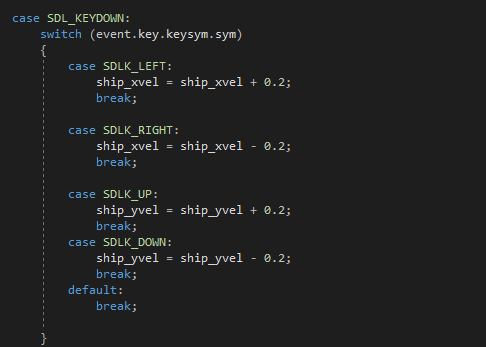 case SDL_KEYDOWN:
    switch (event.key.keysym.sym)
    {
        case SDLK_LEFT:
            ship_xvel = ship_xvel + 0.2;
            break;

        case SDLK_RIGHT:
            ship_xvel = ship_xvel - 0.2;
            break;

        case SDLK_UP:
            ship_yvel = ship_yvel + 0.2;
            break;
        case SDLK_DOWN:
            ship_yvel = ship_yvel - 0.2;
            break;
        default:
            break;

    }